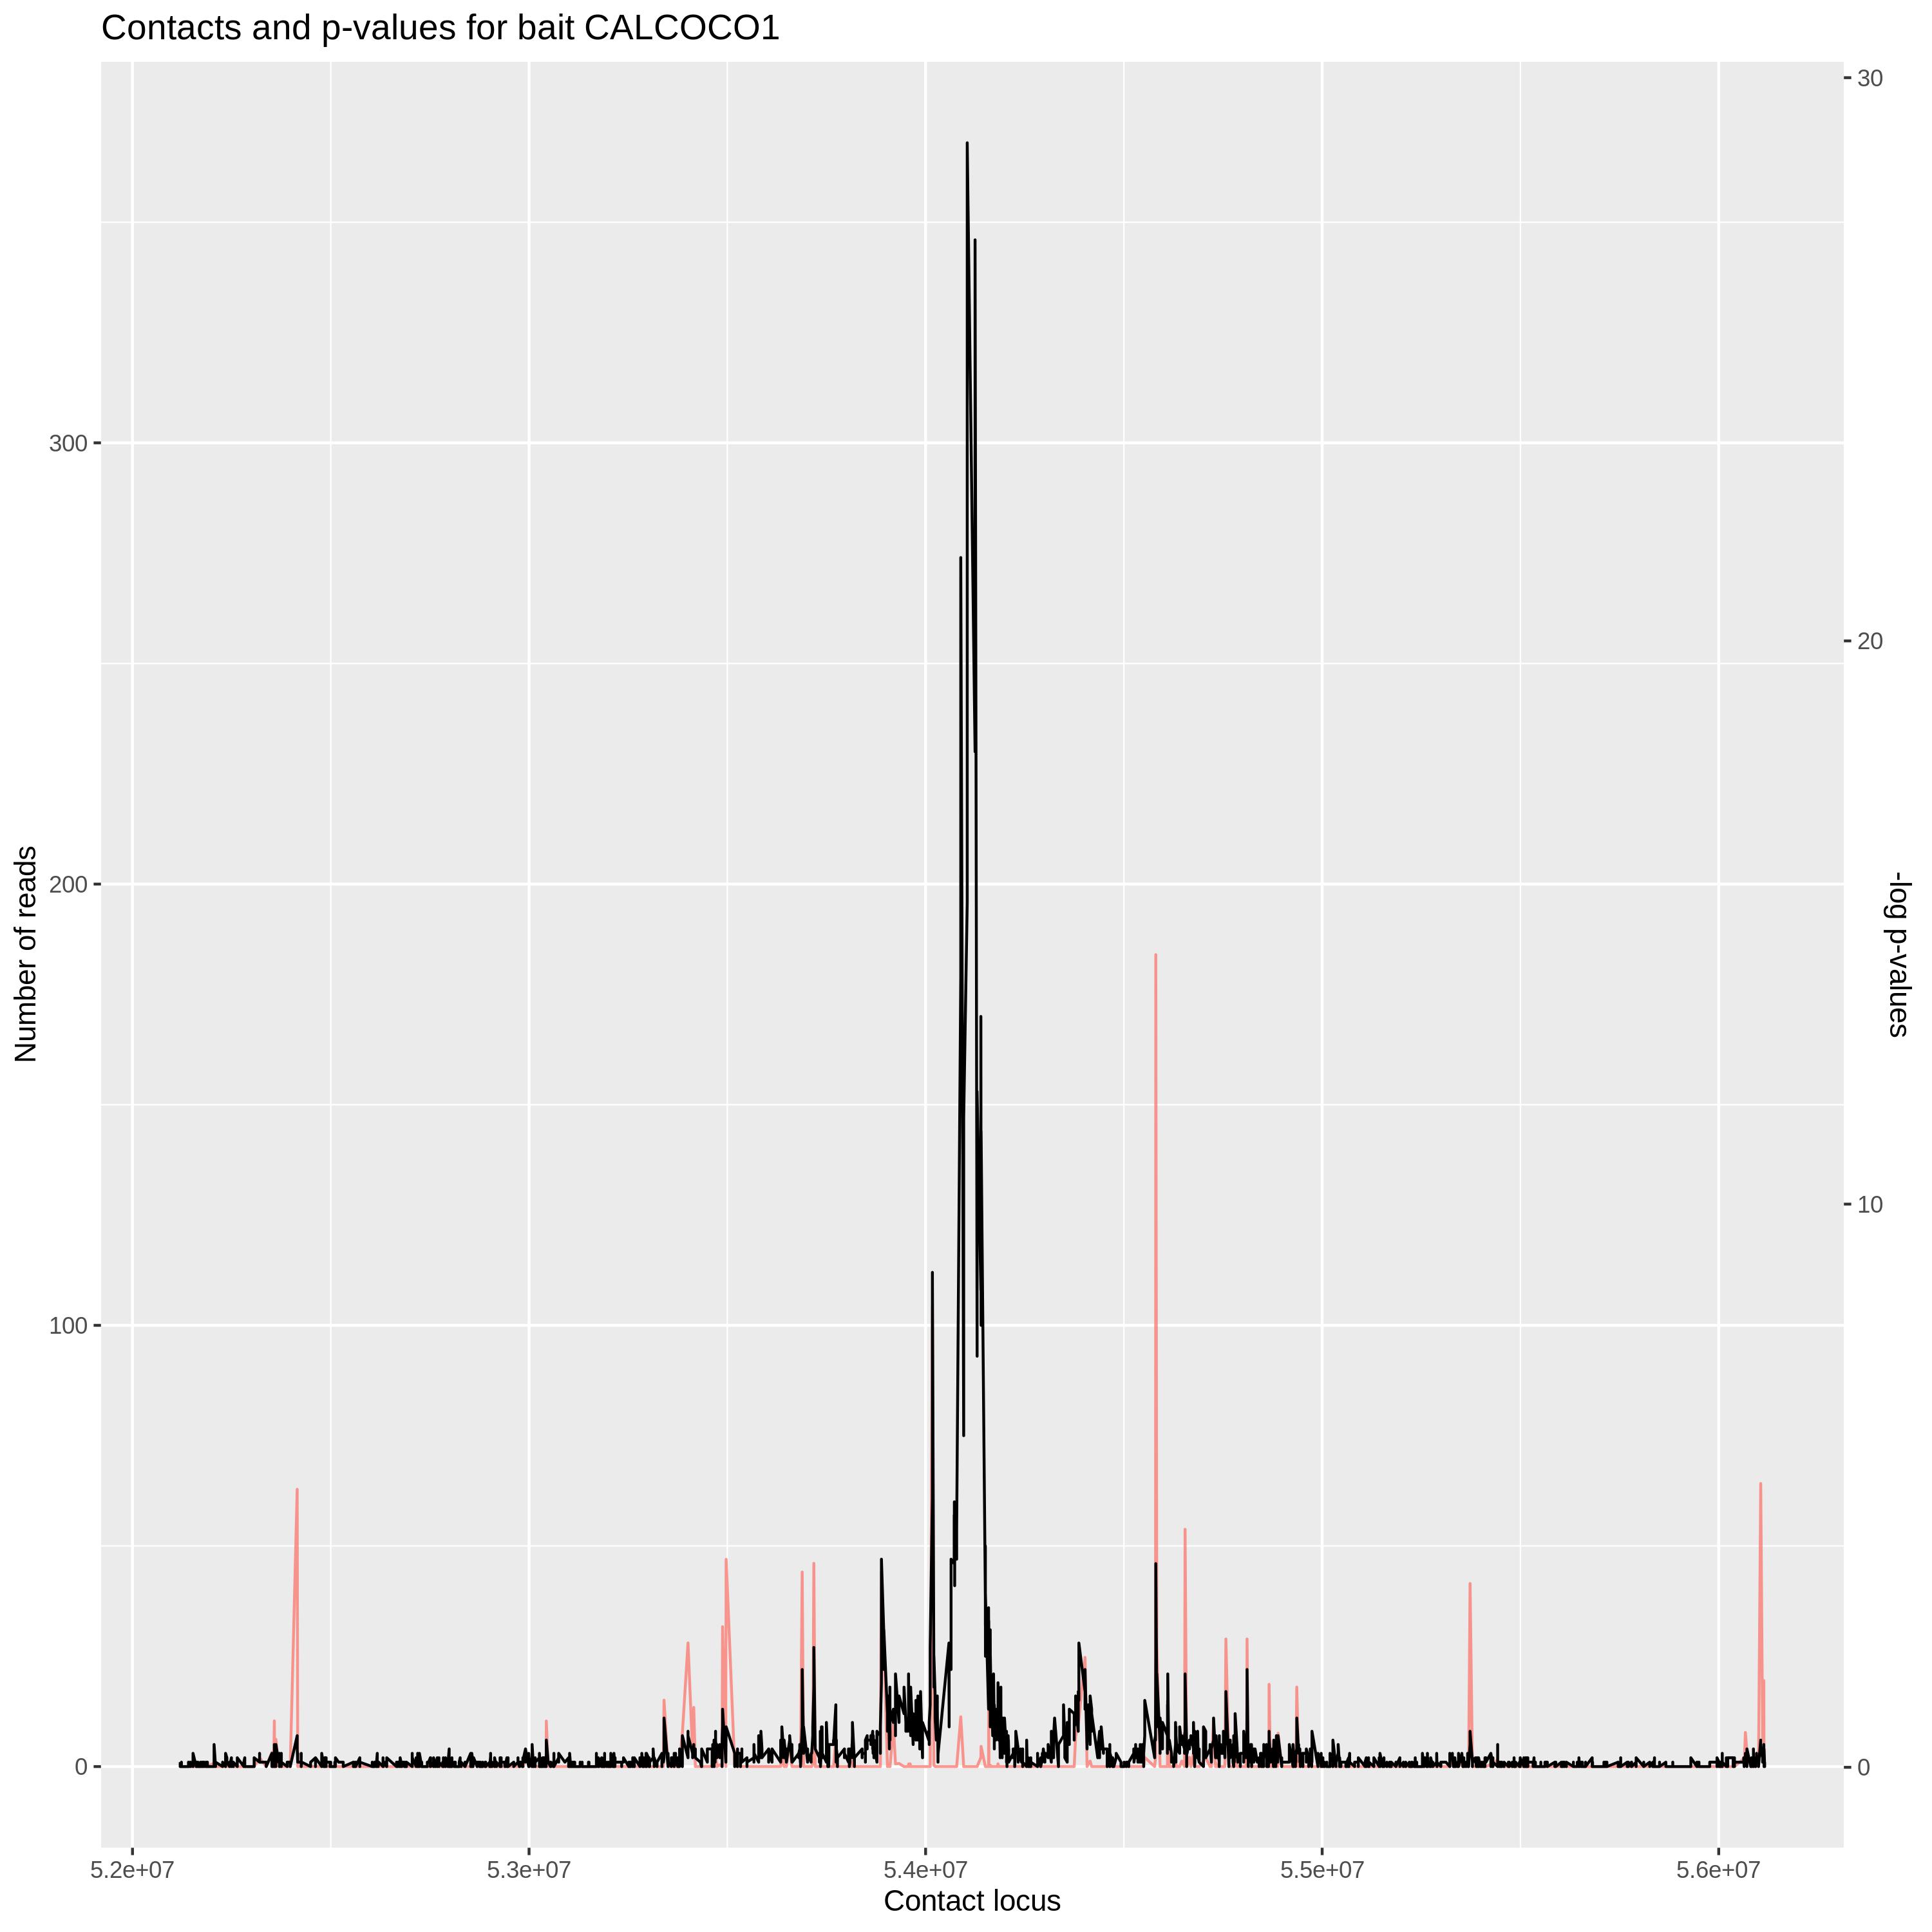 Contacts and p-values for bait CALCOCO1
30
300
20
200
Number of reads
-log p-values
10
100
0
0
5.2e+07
5.3e+07
5.4e+07
5.5e+07
5.6e+07
Contact locus